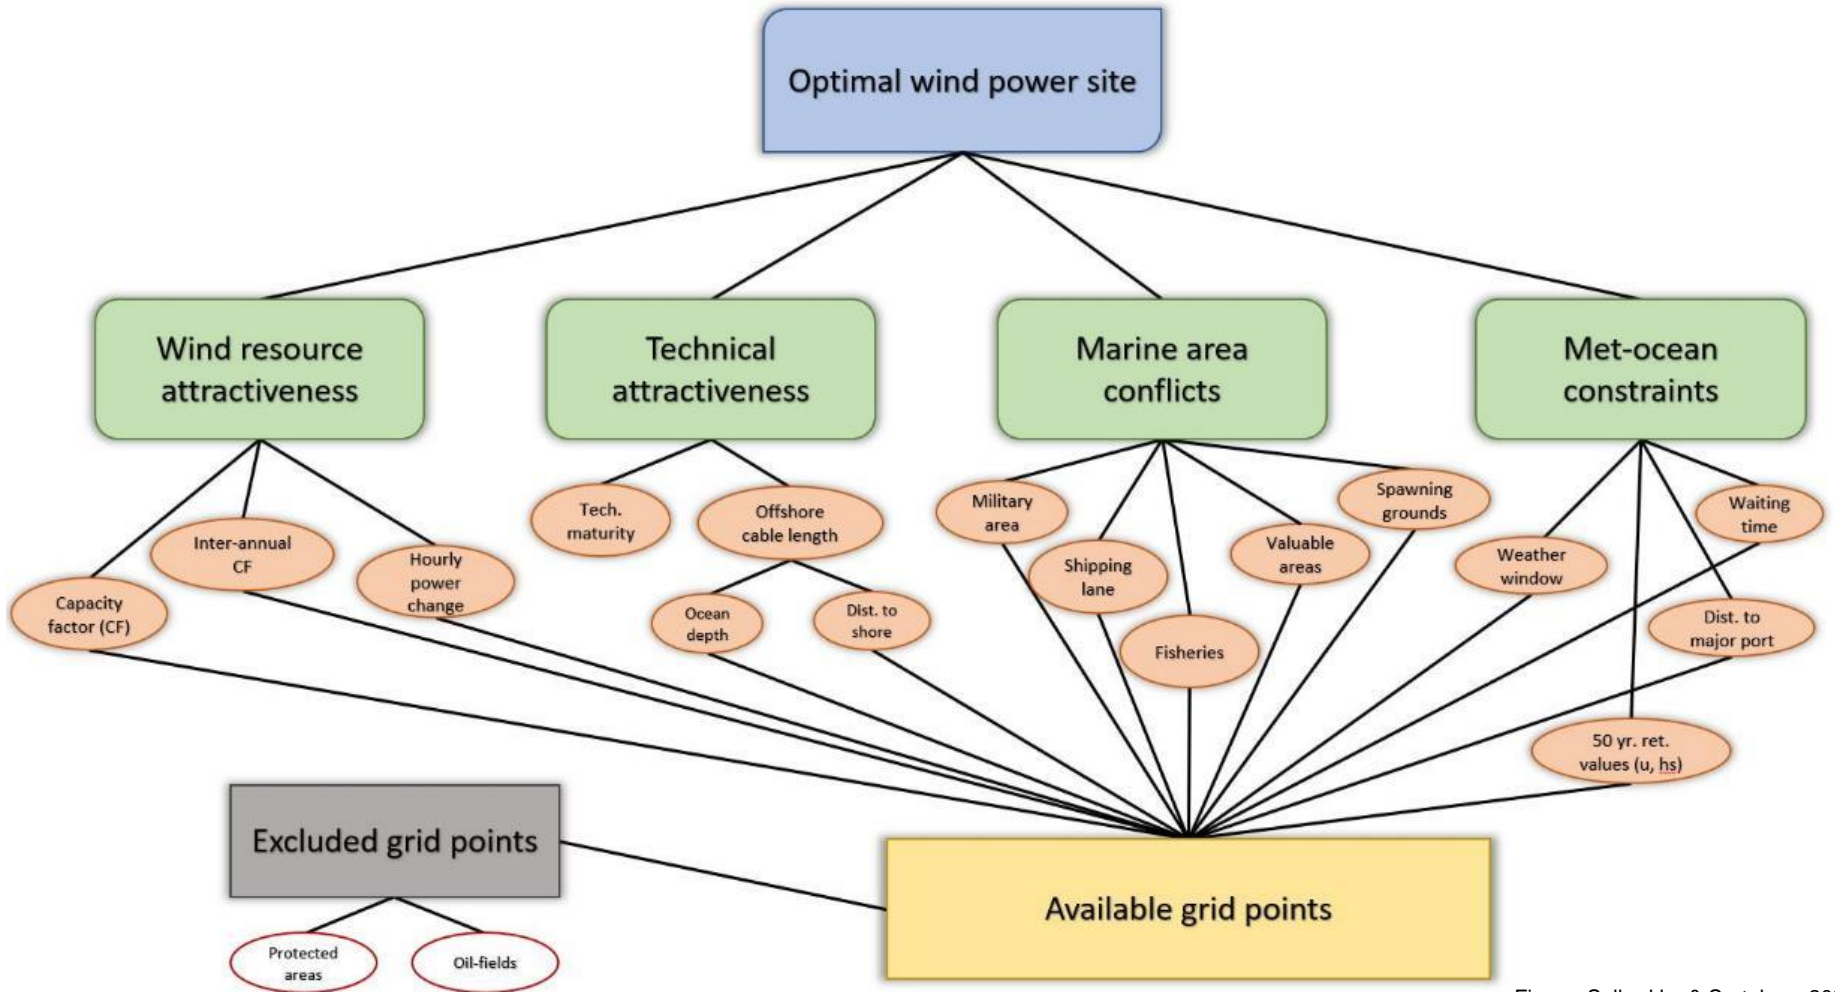 Optimal wind power site
Wind resource
attractiveness
Technical
attractiveness
Marine area
conflicts
Met-ocean
constraints
Capacity
factor (CF)
Inter-annual
CF
Hourly
power
change
Tech.
maturity
Offshore
cable length
Ocean
depth
Dist. to
shore
Military
area
Shipping
lane
Fisheries
Valuable
areas
Spawning
grounds
Weather
window
Waiting
time
Dist. to
major port
50 yr. ret.
values (u, hs)
Excluded grid points
Protected
areas
Oil-fields
Available grid points